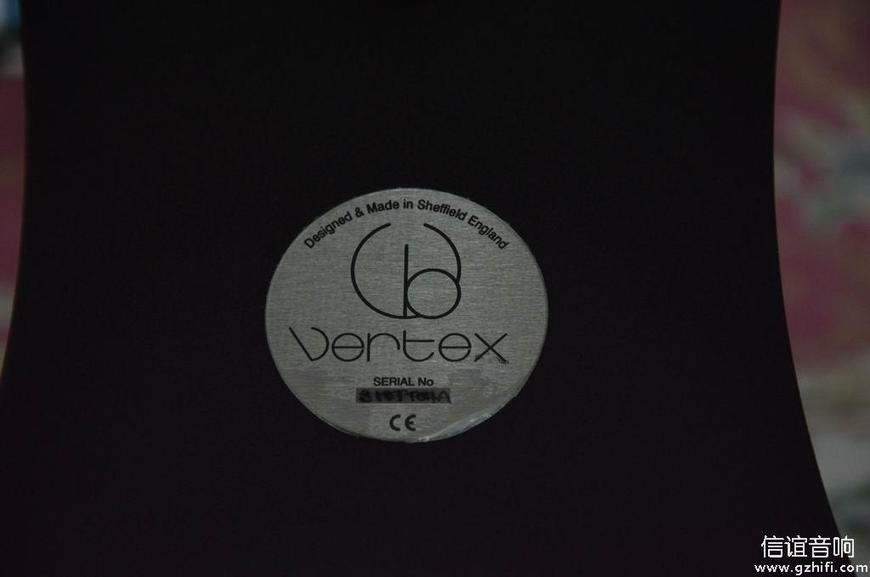 Designed & Made in Sheffield England
Vertex
SERIAL No
CE
信谊音响
www.gzhifi.com